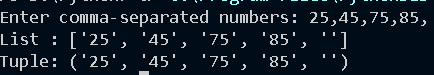 Enter comma-separated numbers: 25,45,75,85,
List : ['25', '45', '75', '85', '']
Tuple: ('25', '45', '75', '85', '')